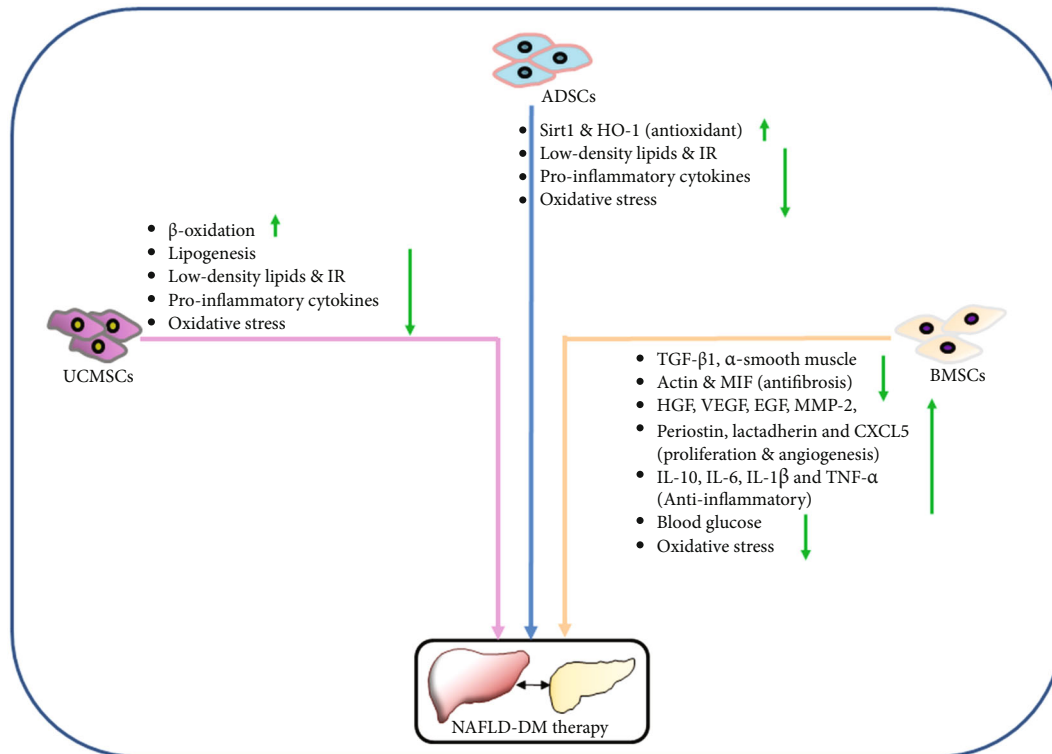 ADSCs
• Sirt1 & HO-1 (antioxidant)
• Low-density lipids & IR
• Pro-inflammatory cytokines
• Oxidative stress
• β-oxidation
• Lipogenesis
• Low-density lipids & IR
• Pro-inflammatory cytokines
• Oxidative stress
UCMSCs
BMSCs
• TGF-β1, α-smooth muscle
• Actin & MIF (antifibrosis)
• HGF, VEGF, EGF, MMP-2,
• Periostin, lactadherin and CXCL5
(proliferation & angiogenesis)
• IL-10, IL-6, IL-1β and TNF-α
(Anti-inflammatory)
• Blood glucose
• Oxidative stress
NAFLD-DM therapy